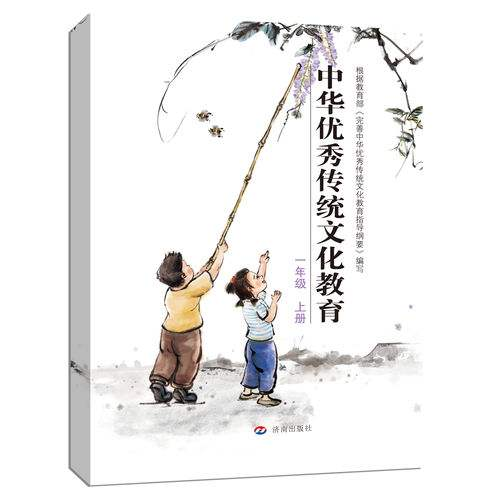 根据教育部《完善中华优秀传统文化教育指导纲要》编写
中华优秀传统文化教育
一年级 上册
济南出版社